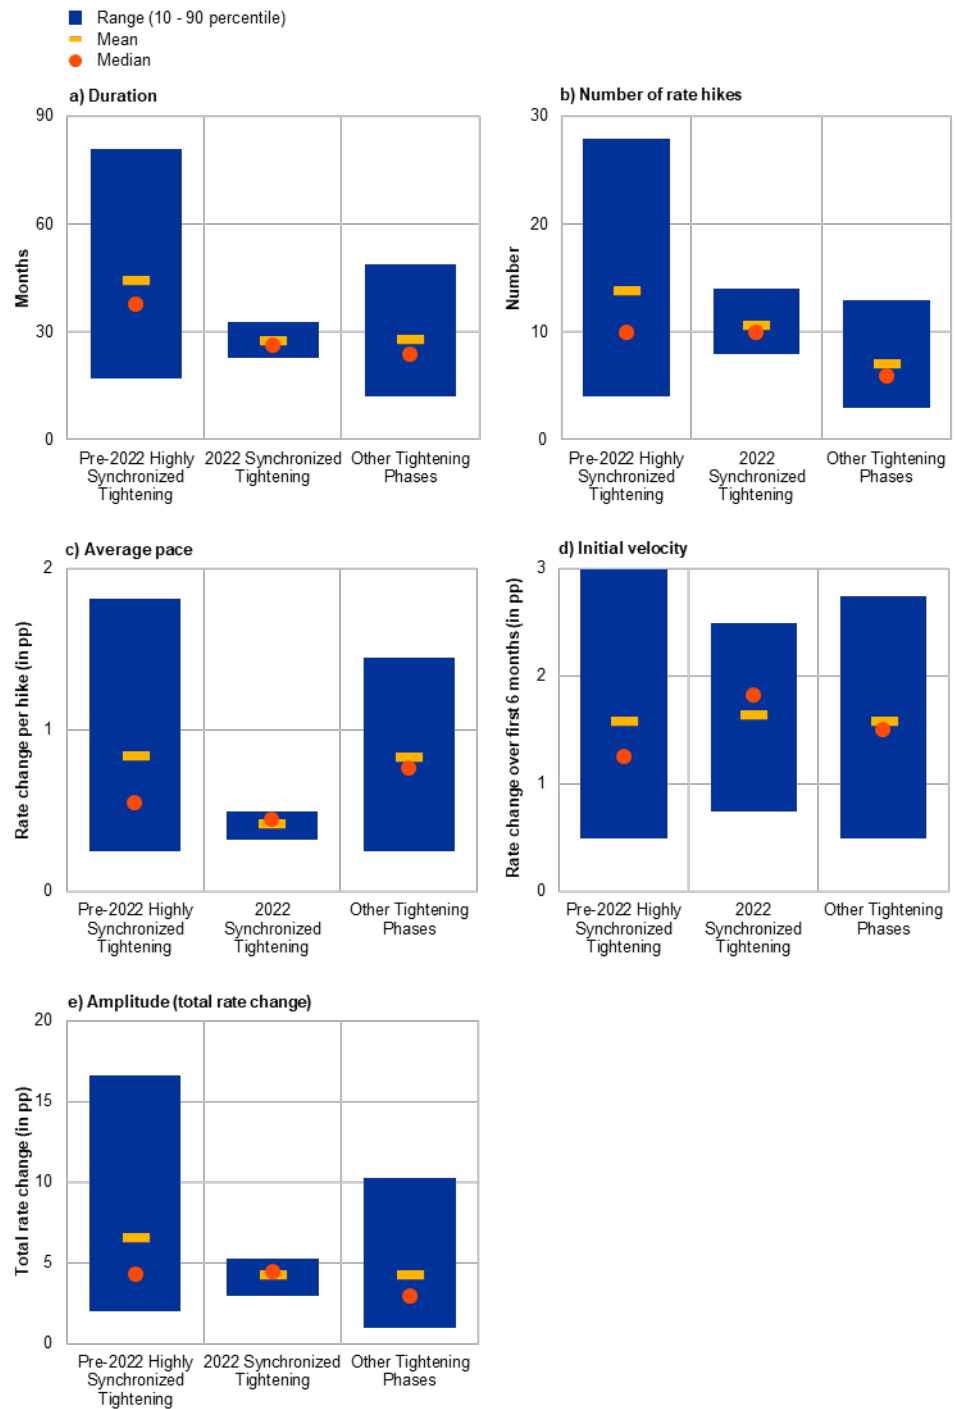 Range (10 - 90 percentile)
Mean
Median
a) Duration
90
60
30
0
Months
Pre-2022 Highly
Synchronized
Tightening
2022 Synchronized
Tightening
Other Tightening
Phases
b) Number of rate hikes
30
20
10
0
Number
Pre-2022 Highly
Synchronized
Tightening
2022
Synchronized
Tightening
Other Tightening
Phases
c) Average pace
2
1
0
Rate change per hike (in pp)
Pre-2022 Highly
Synchronized
Tightening
2022
Synchronized
Tightening
Other Tightening
Phases
d) Initial velocity
3
2
1
0
Rate change over first 6 months (in pp)
Pre-2022 Highly
Synchronized
Tightening
2022
Synchronized
Tightening
Other Tightening
Phases
e) Amplitude (total rate change)
20
15
10
5
0
Total rate change (in pp)
Pre-2022 Highly
Synchronized
Tightening
2022 Synchronized
Tightening
Other Tightening
Phases